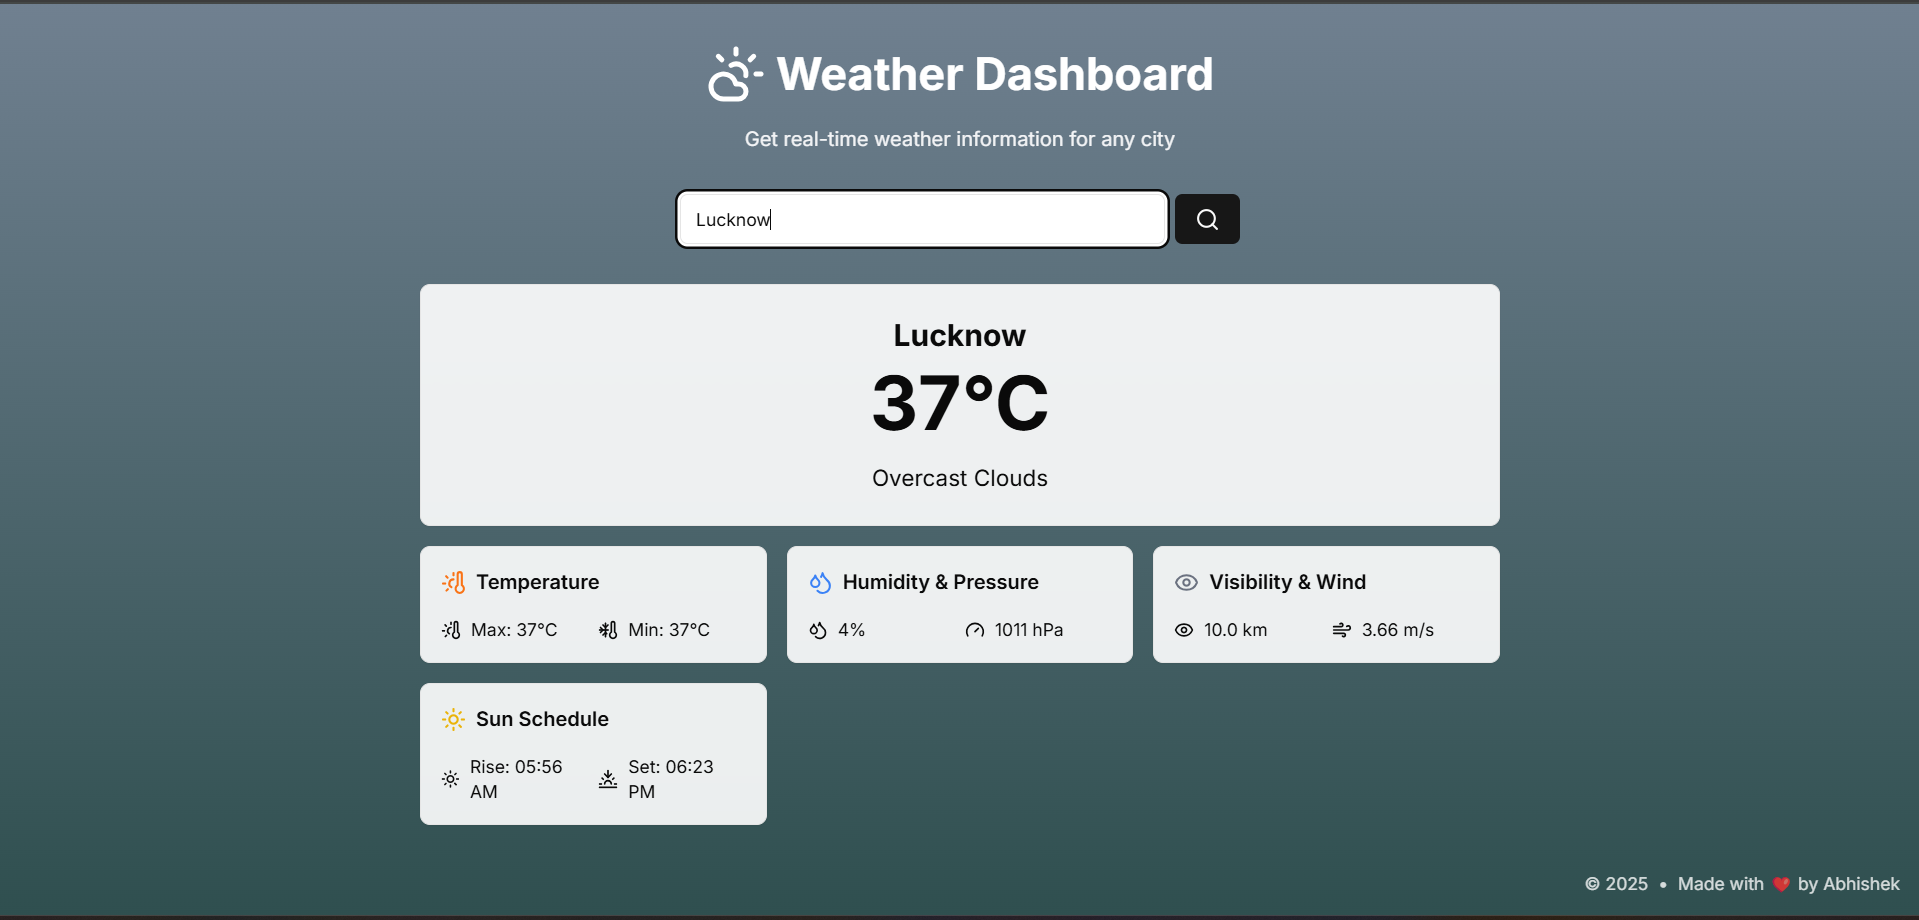 Weather Dashboard
Get real-time weather information for any city
Lucknow
Lucknow
37°C
Overcast Clouds
Temperature
Max: 37°C
Min: 37°C
Humidity & Pressure
4%
1011 hPa
Visibility & Wind
10.0 km
3.66 m/s
Sun Schedule
Rise: 05:56
AM
Set: 06:23
PM
© 2025 • Made with ❤️ by Abhishek